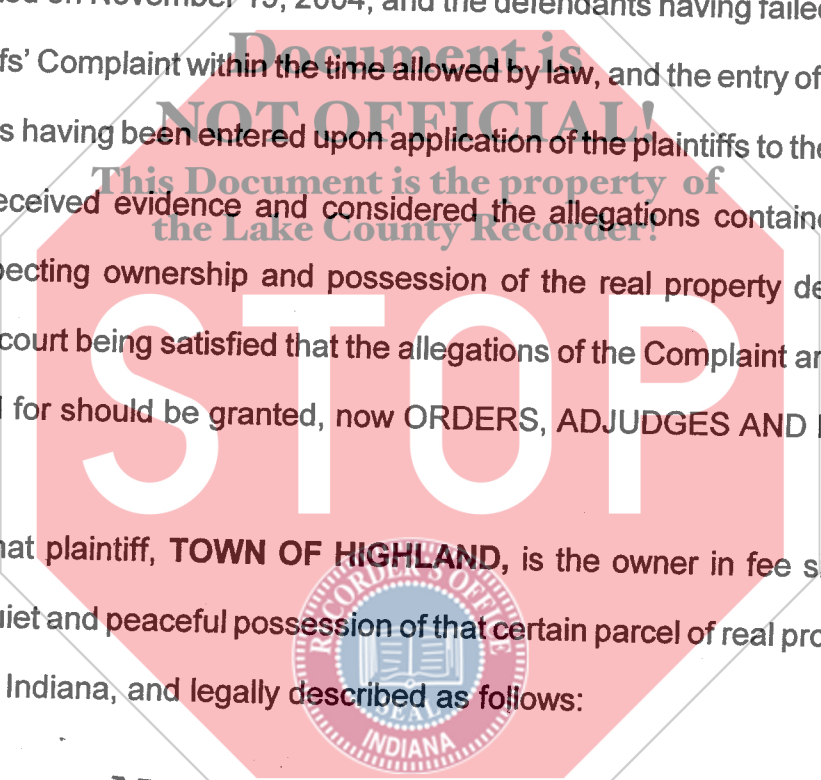 ed on November 15, 2004, and the defendants having failed
fs' Complaint within the time allowed by law, and the entry of
Document is
s having been entered upon application of the plaintiffs to the
NOT OFFICIAL!
This Document is the property of
eceived evidence and considered the allegations containe
the Lake County Recorder!
pecting ownership and possession of the real property de
court being satisfied that the allegations of the Complaint ar
for should be granted, now ORDERS, ADJUDGES AND
STOP
hat plaintiff, TOWN OF HIGHLAND, is the owner in fee s
uiet and peaceful possession of that certain parcel of real pro
Indiana, and legally described as follows:
RECORDER'S OFFICE
SEAL
INDIANA